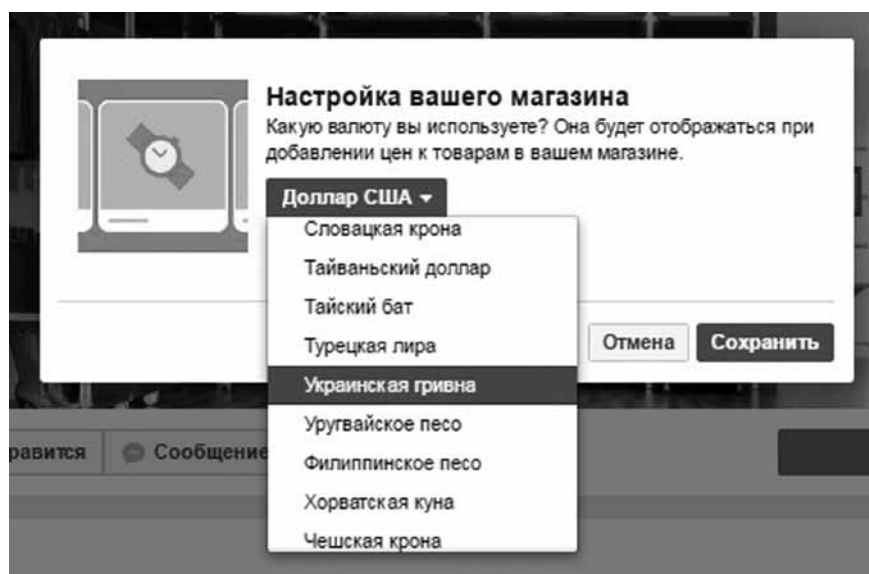 Настройка вашего магазина
Какую валюту вы используете? Она будет отображаться при
добавлении цен к товарам в вашем магазине.
Доллар США
Словацкая крона
Тайваньский доллар
Тайский бат
Турецкая лира
Украинская гривна
Уругвайское песо
Филиппинское песо
Хорватская куна
Чешская крона
Отмена Сохранить
равится Сообщение